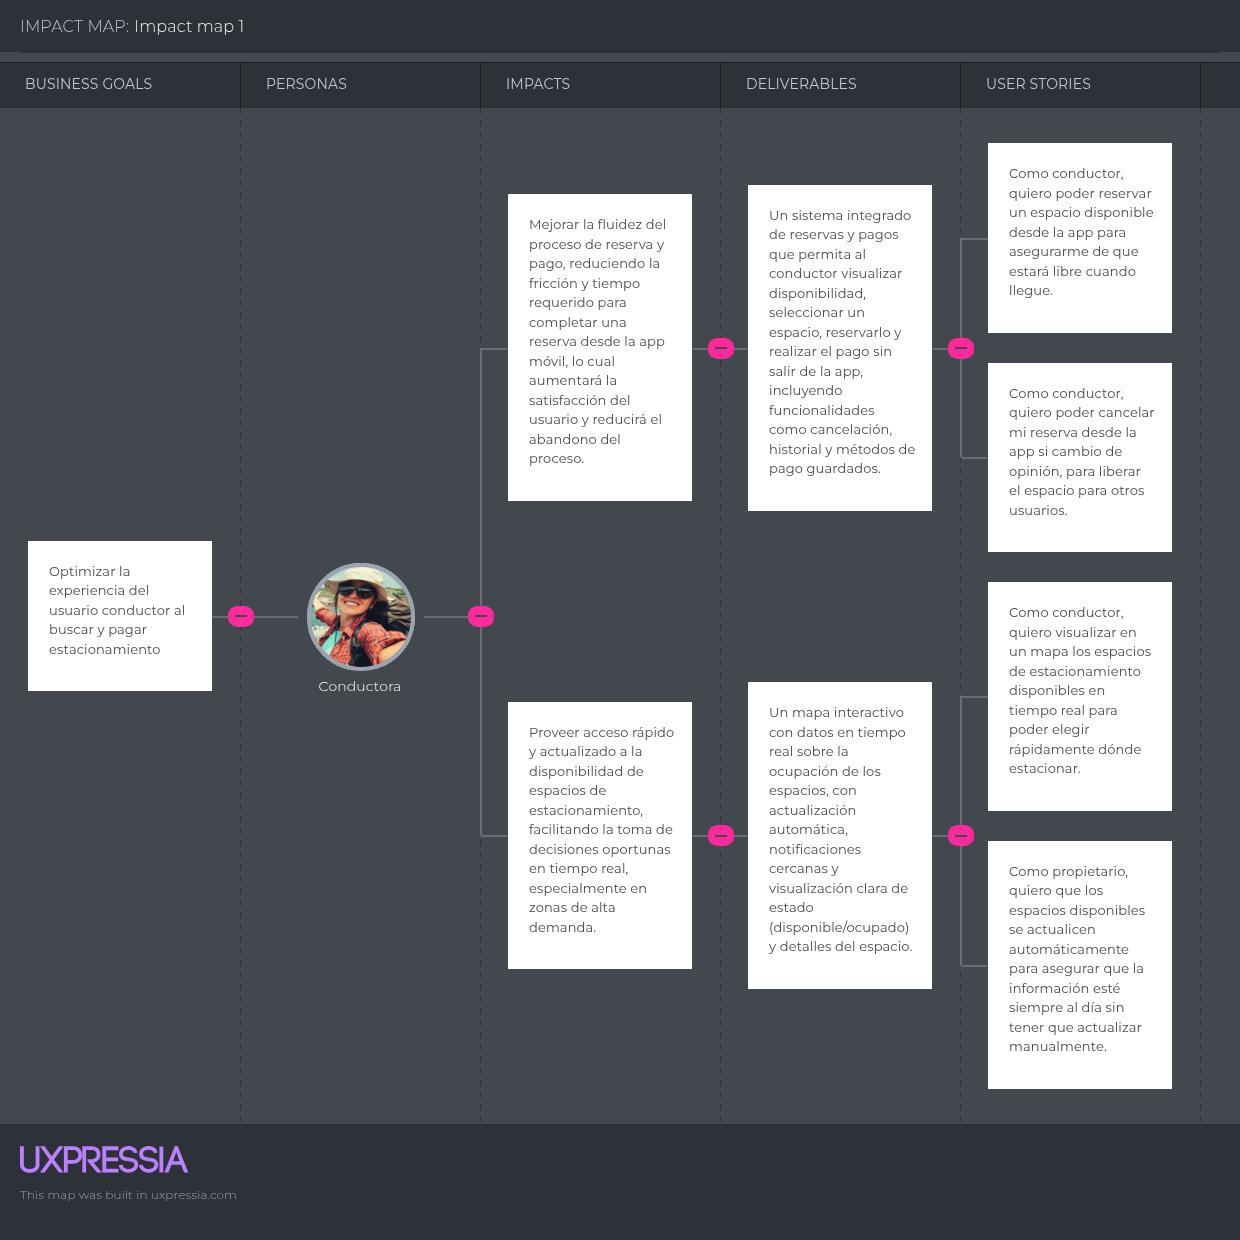 IMPACT MAP: Impact map 1
BUSINESS GOALS
PERSONAS
IMPACTS
DELIVERABLES
USER STORIES
Optimizar la
experiencia del
usuario conductor al
buscar y pagar
estacionamiento
Conductora
Mejorar la fluidez del
proceso de reserva y
pago, reduciendo la
fricción y tiempo
requerido para
completar una
reserva desde la app
móvil, lo cual
aumentará la
satisfacción del
usuario y reducirá el
abandono del
proceso.
Un sistema integrado
de reservas y pagos
que permita al
conductor visualizar
disponibilidad,
seleccionar un
espacio, reservarlo y
realizar el pago sin
salir de la app,
incluyendo
funcionalidades
como cancelación,
historial y métodos de
pago guardados.
Como conductor,
quiero poder reservar
un espacio disponible
desde la app para
asegurarme de que
estará libre cuando
llegue.
Como conductor,
quiero poder cancelar
mi reserva desde la
app si cambio de
opinión, para liberar
el espacio para otros
usuarios.
Proveer acceso rápido
y actualizado a la
disponibilidad de
espacios de
estacionamiento,
facilitando la toma de
decisiones oportunas
en tiempo real,
especialmente en
zonas de alta
demanda.
Un mapa interactivo
con datos en tiempo
real sobre la
ocupación de los
espacios, con
actualización
automática,
notificaciones
cercanas y
visualización clara de
estado
(disponible/ocupado)
y detalles del espacio.
Como conductor,
quiero visualizar en
un mapa los espacios
de estacionamiento
disponibles en
tiempo real para
poder elegir
rápidamente dónde
estacionar.
Como propietario,
quiero que los
espacios disponibles
se actualicen
automáticamente
para asegurar que la
información esté
siempre al día sin
tener que actualizar
manualmente.
UXPRESSIA
This map was built in uxpressia.com